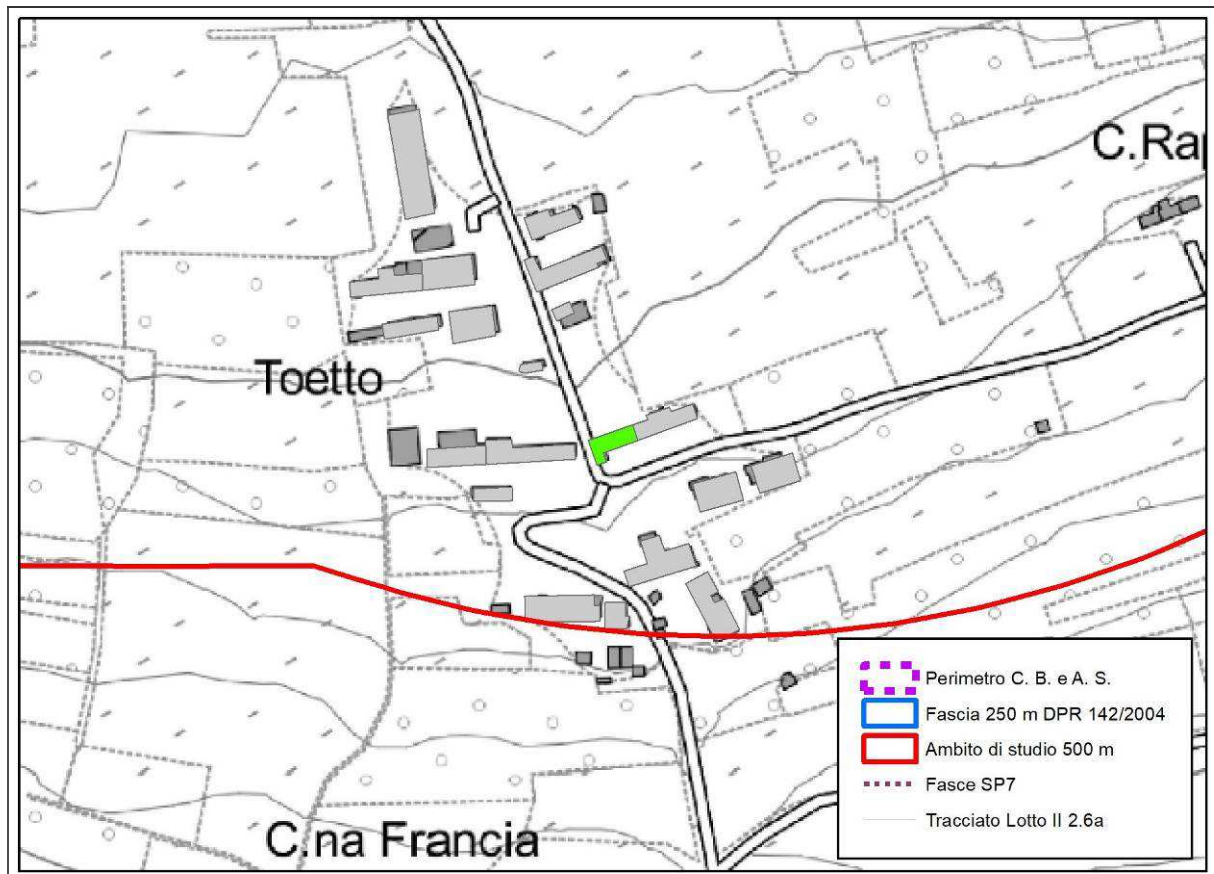 C.Rap
Toetto
C.na Francia
Perimetro C. B. e A. S.
Fascia 250 m DPR 142/2004
Ambito di studio 500 m
Fasce SP7
Tracciato Lotto II 2.6a